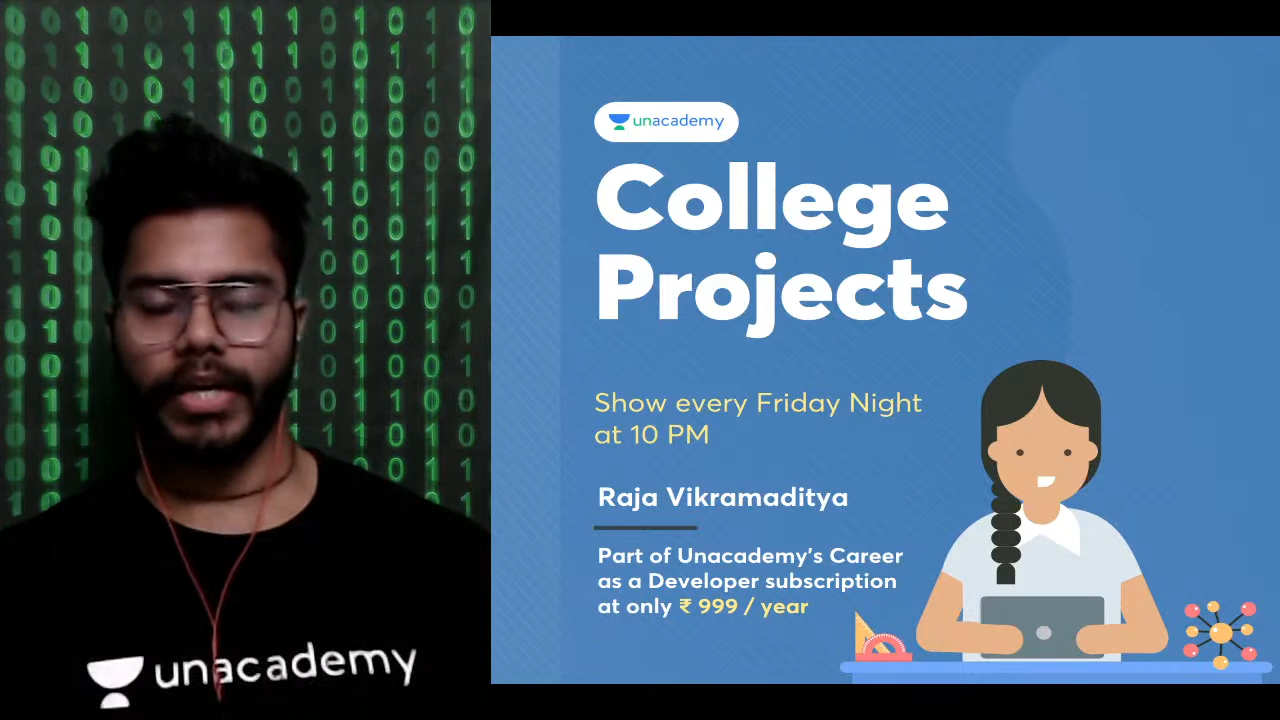 unacademy
College
Projects
Show every Friday Night
at 10 PM
Raja Vikramaditya
Part of Unacademy's Career
as a Developer subscription
at only ₹ 999 / year
unacademy